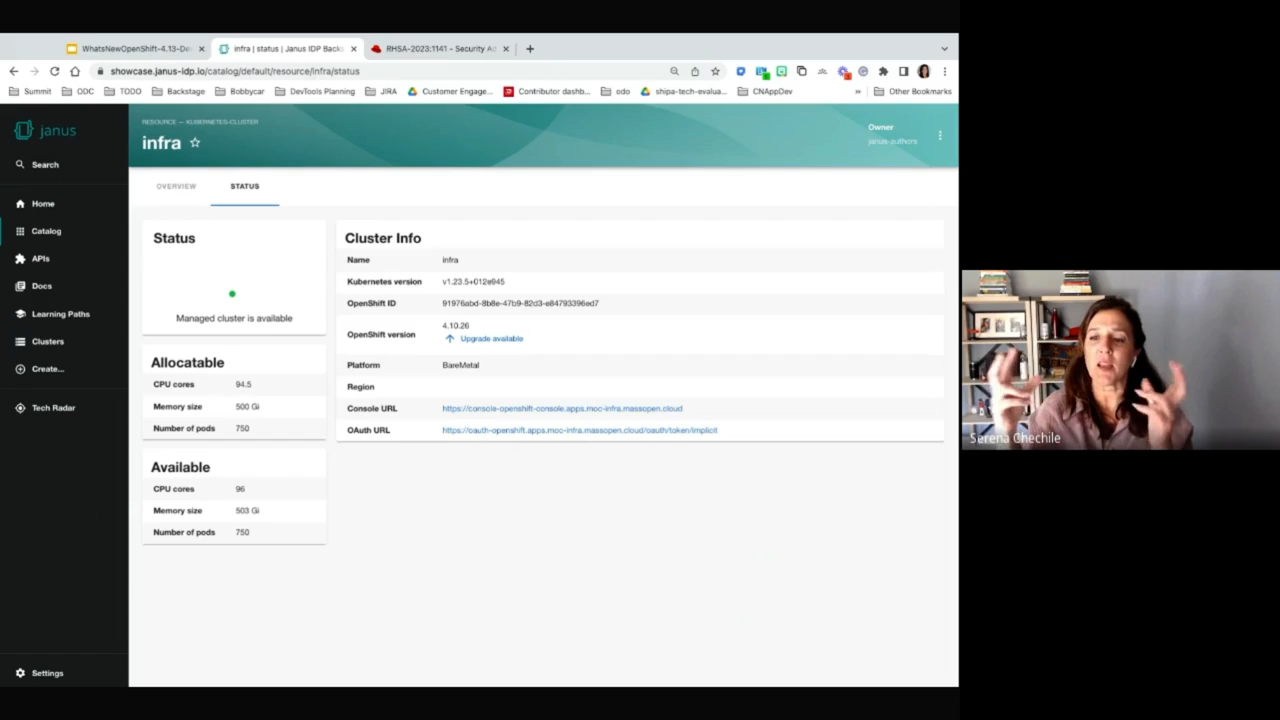 WhatsNewOpenShift-4.13-De
infra | status | Janus IDP Backs
RHSA-2023:1141 - Security Ad
showcase.janus-idp.io/catalog/default/resource/infra/status
Summit
ODC
TODO
Backstage
Bobbycar
DevTools Planning
JIRA
Customer Engage...
Contributor dashb...
odo
shipa-tech-evalua...
CNAppDev
»
Other Bookmarks
janus
Search
Home
Catalog
APIs
Docs
Learning Paths
Clusters
Create...
Tech Radar
Settings
RESOURCE — KUBERNETES-CLUSTER
infra
Owner
janus-authors
OVERVIEW
STATUS
Status
Managed cluster is available
Allocatable
CPU cores 94.5
Memory size 500 Gi
Number of pods 750
Available
CPU cores 96
Memory size 503 Gi
Number of pods 750
Cluster Info
Name infra
Kubernetes version v1.23.5+012e945
OpenShift ID 91976abd-8b8e-47b9-82d3-e84793396ed7
OpenShift version 4.10.26
Upgrade available
Platform BareMetal
Region
Console URL https://console-openshift-console.apps.moc-infra.massopen.cloud
OAuth URL https://oauth-openshift.apps.moc-infra.massopen.cloud/oauth/token/implicit
Serena Chechile